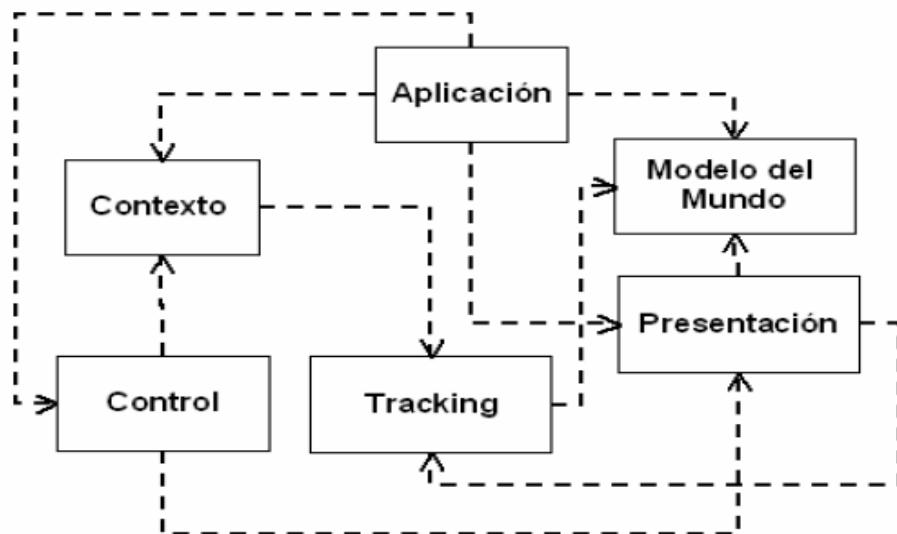 Aplicación
Modelo del
Mundo
Contexto
Presentación
Control
Tracking